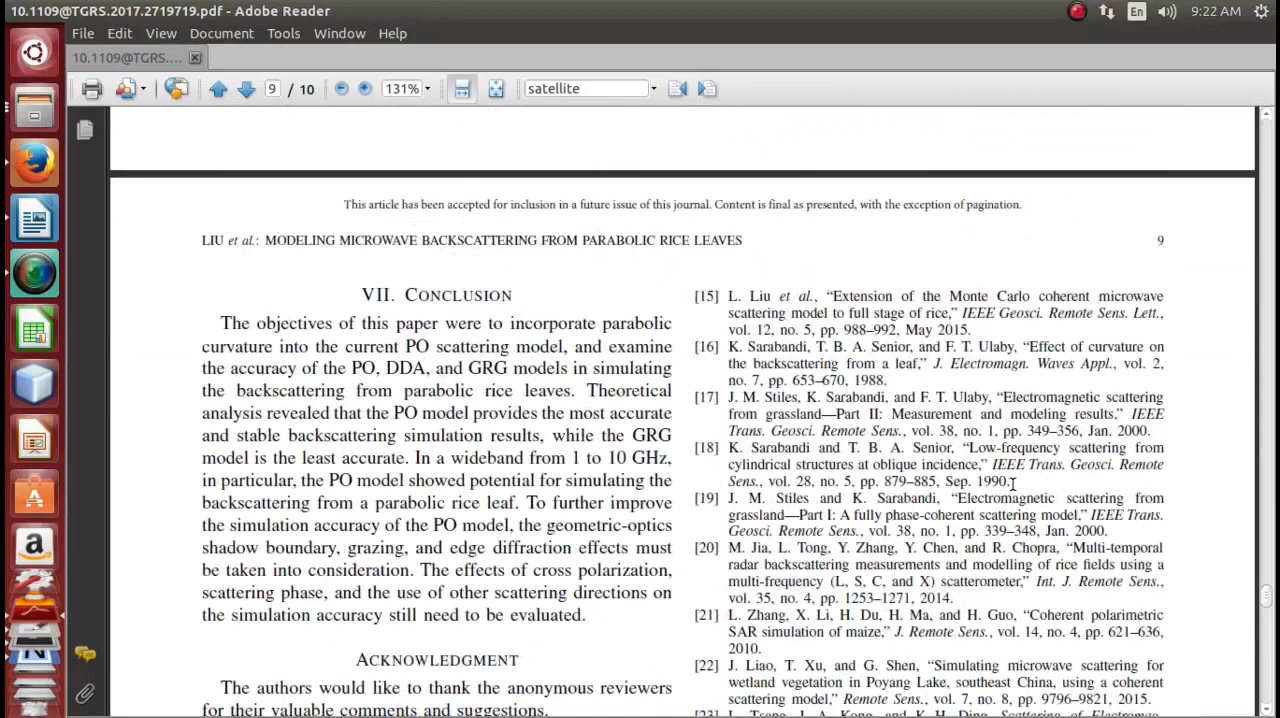 10.1109@TGRS.2017.2719719.pdf - Adobe Reader
En
9:22 AM
File Edit View Document Tools Window Help
10.1109@TGRS....
9 / 10
131%
satellite
This article has been accepted for inclusion in a future issue of this journal. Content is final as presented, with the exception of pagination.
LIU et al.: MODELING MICROWAVE BACKSCATTERING FROM PARABOLIC RICE LEAVES
9
VII. CONCLUSION
The objectives of this paper were to incorporate parabolic
curvature into the current PO scattering model, and examine
the accuracy of the PO, DDA, and GRG models in simulating
the backscattering from parabolic rice leaves. Theoretical
analysis revealed that the PO model provides the most accurate
and stable backscattering simulation results, while the GRG
model is the least accurate. In a wideband from 1 to 10 GHz,
in particular, the PO model showed potential for simulating the
backscattering from a parabolic rice leaf. To further improve
the simulation accuracy of the PO model, the geometric-optics
shadow boundary, grazing, and edge diffraction effects must
be taken into consideration. The effects of cross polarization,
scattering phase, and the use of other scattering directions on
the simulation accuracy still need to be evaluated.
ACKNOWLEDGMENT
The authors would like to thank the anonymous reviewers
for their valuable comments and suggestions.
[15] L. Liu et al., “Extension of the Monte Carlo coherent microwave
scattering model to full stage of rice,” IEEE Geosci. Remote Sens. Lett.,
vol. 12, no. 5, pp. 988–992, May 2015.
[16] K. Sarabandi, T. B. A. Senior, and F. T. Ulaby, “Effect of curvature on
the backscattering from a leaf,” J. Electromagn. Waves Appl., vol. 2,
no. 7, pp. 653–670, 1988.
[17] J. M. Stiles, K. Sarabandi, and F. T. Ulaby, “Electromagnetic scattering
from grassland—Part II: Measurement and modeling results,” IEEE
Trans. Geosci. Remote Sens., vol. 38, no. 1, pp. 349–356, Jan. 2000.
[18] K. Sarabandi and T. B. A. Senior, “Low-frequency scattering from
cylindrical structures at oblique incidence,” IEEE Trans. Geosci. Remote
Sens., vol. 28, no. 5, pp. 879–885, Sep. 1990.
[19] J. M. Stiles and K. Sarabandi, “Electromagnetic scattering from
grassland—Part I: A fully phase-coherent scattering model,” IEEE Trans.
Geosci. Remote Sens., vol. 38, no. 1, pp. 339–348, Jan. 2000.
[20] M. Jia, L. Tong, Y. Zhang, Y. Chen, and R. Chopra, “Multi-temporal
radar backscattering measurements and modelling of rice fields using a
multi-frequency (L, S, C, and X) scatterometer,” Int. J. Remote Sens.,
vol. 35, no. 4, pp. 1253–1271, 2014.
[21] L. Zhang, X. Li, H. Du, H. Ma, and H. Guo, “Coherent polarimetric
SAR simulation of maize,” J. Remote Sens., vol. 14, no. 4, pp. 621–636,
2010.
[22] J. Liao, T. Xu, and G. Shen, “Simulating microwave scattering for
wetland vegetation in Poyang Lake, southeast China, using a coherent
scattering model,” Remote Sens., vol. 7, no. 8, pp. 9796–9821, 2015.
[23] L. Tsang, J. A. Kong, and K. H. Ding, Scattering of Electromagn